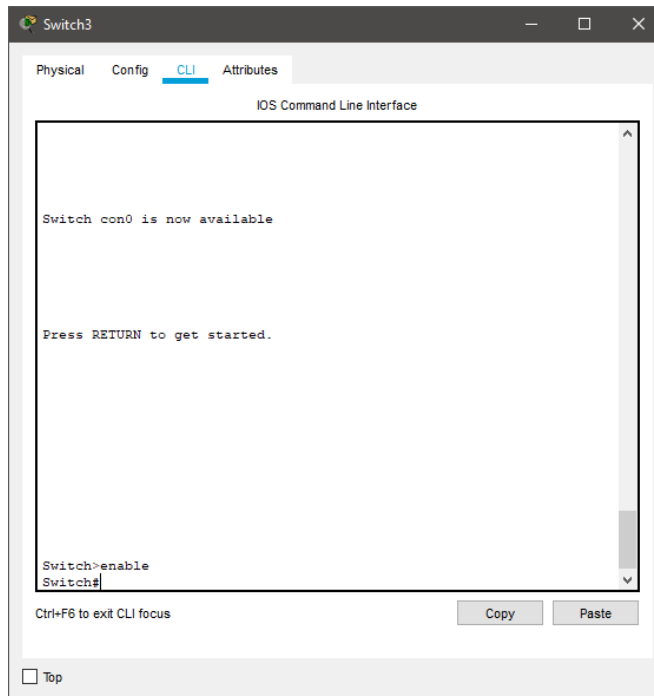 Switch3
Physical Config CLI Attributes
IOS Command Line Interface
Switch con0 is now available
Press RETURN to get started.
Switch>enable
Switch#
Ctrl+F6 to exit CLI focus
Copy Paste
Top